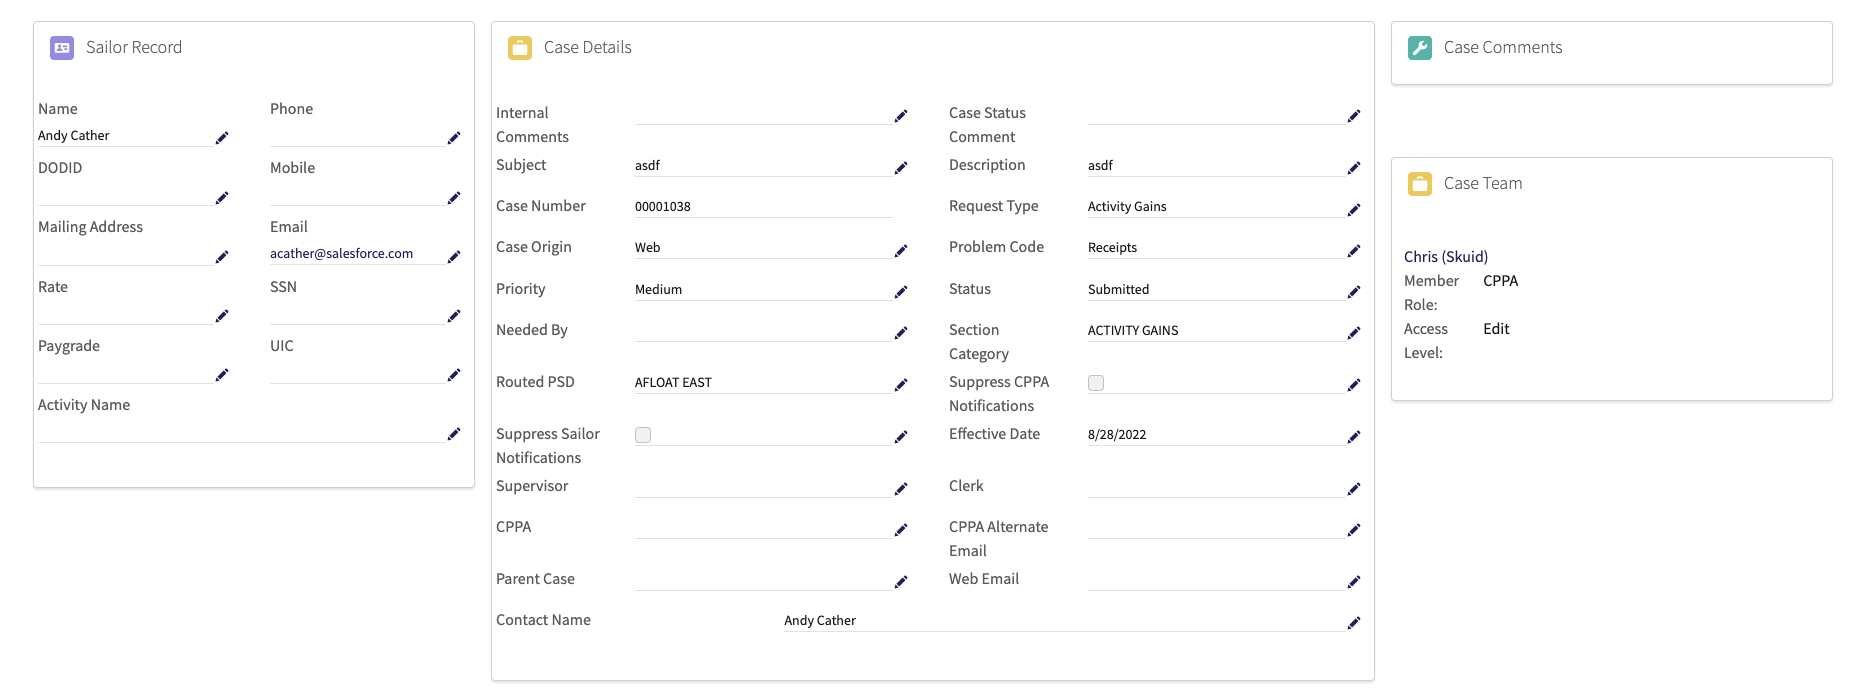 Sailor Record
Name
Phone
Andy Cather
DODID
Mobile
Mailing Address
Email
acather@salesforce.com
Rate
SSN
Paygrade
UIC
Activity Name
Case Details
Internal
Comments
Case Status
Comment
Subject
asdf
Description
asdf
Case Number
00001038
Request Type
Activity Gains
Case Origin
Web
Problem Code
Receipts
Priority
Medium
Status
Submitted
Needed By
Section
Category
ACTIVITY GAINS
Routed PSD
AFLOAT EAST
Suppress CPPA
Notifications
Suppress Sailor
Notifications
Effective Date
8/28/2022
Supervisor
Clerk
CPPA
CPPA Alternate
Email
Parent Case
Web Email
Contact Name
Andy Cather
Case Comments
Case Team
Chris (Skuid)
Member
Role:
CPPA
Access
Level:
Edit